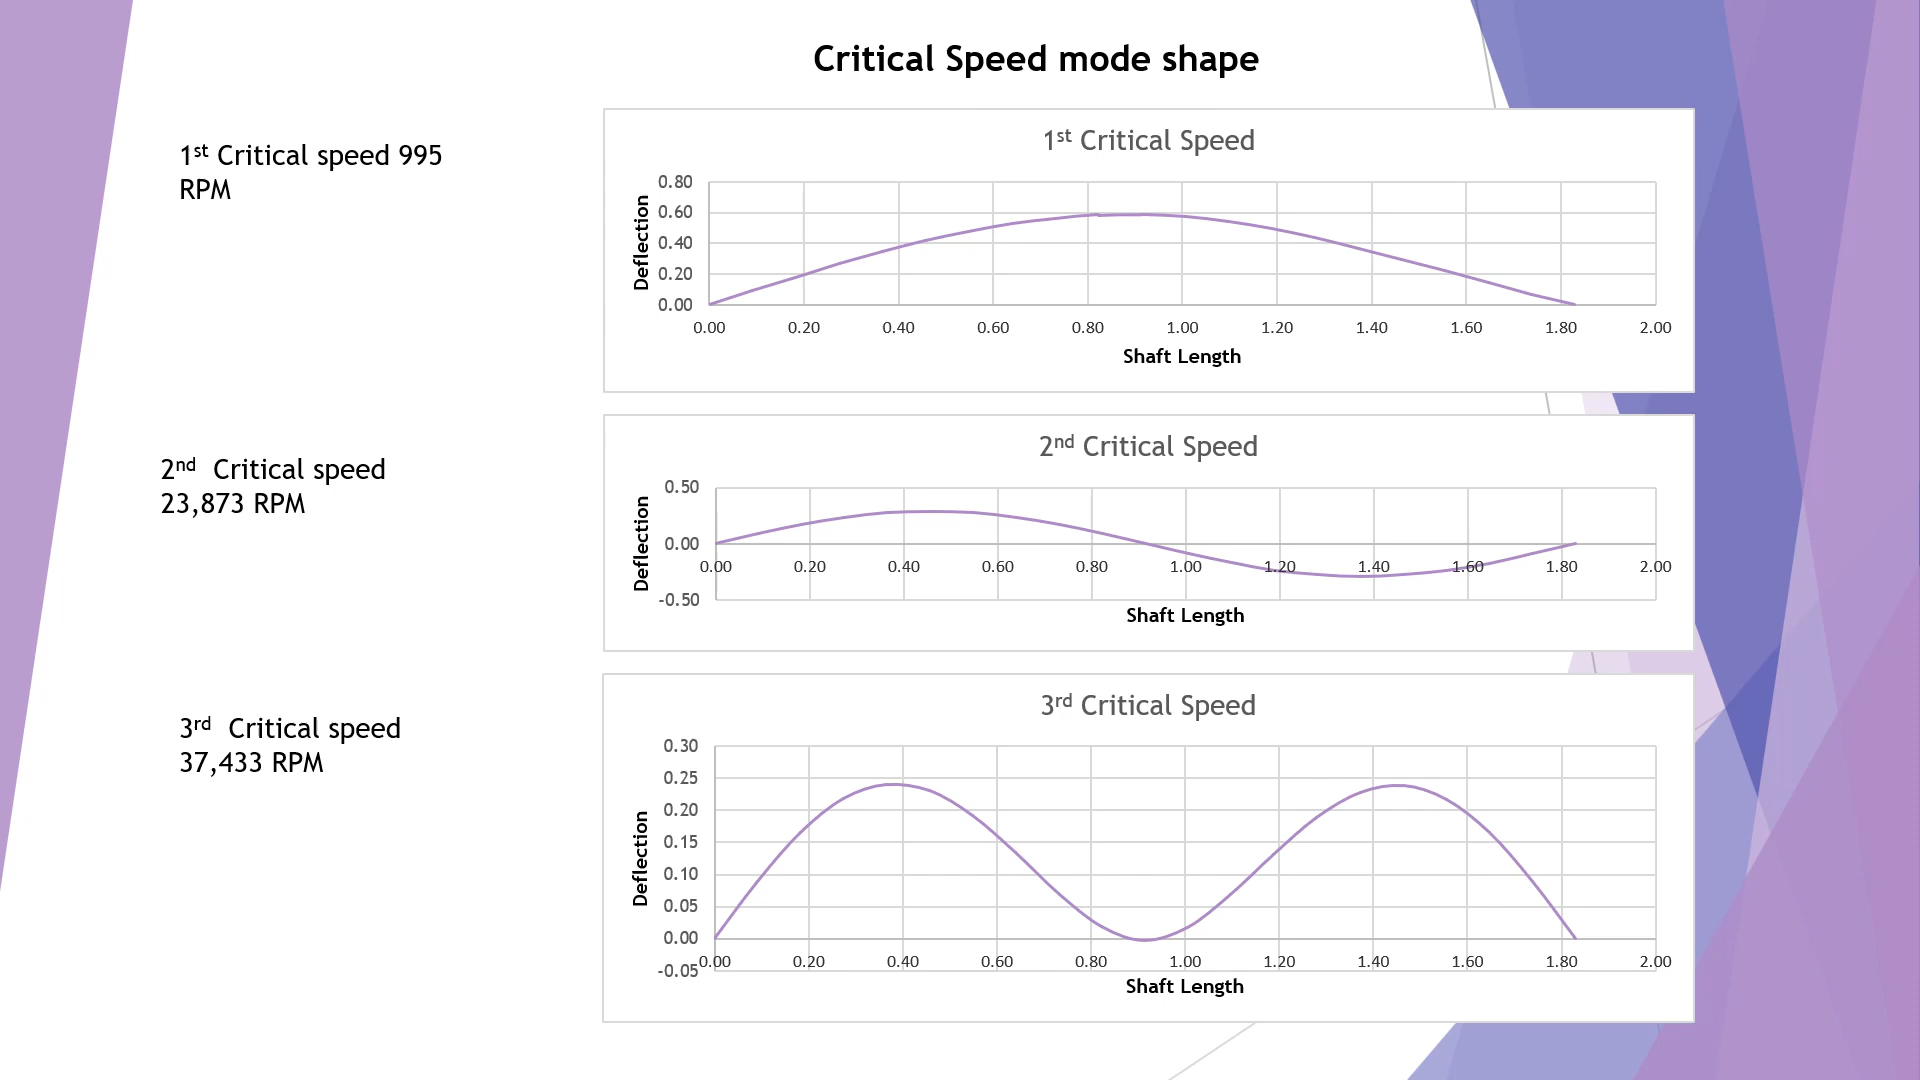 Critical Speed mode shape
1st Critical speed 995
RPM
1st Critical Speed
Deflection
0.80
0.60
0.40
0.20
0.00
0.00 0.20 0.40 0.60 0.80 1.00 1.20 1.40 1.60 1.80 2.00
Shaft Length
2nd Critical speed
23,873 RPM
2nd Critical Speed
Deflection
0.50
0.00
-0.50
0.00 0.20 0.40 0.60 0.80 1.00 1.20 1.40 1.60 1.80 2.00
Shaft Length
3rd Critical speed
37,433 RPM
3rd Critical Speed
Deflection
0.30
0.25
0.20
0.15
0.10
0.05
0.00
-0.05
0.00 0.20 0.40 0.60 0.80 1.00 1.20 1.40 1.60 1.80 2.00
Shaft Length